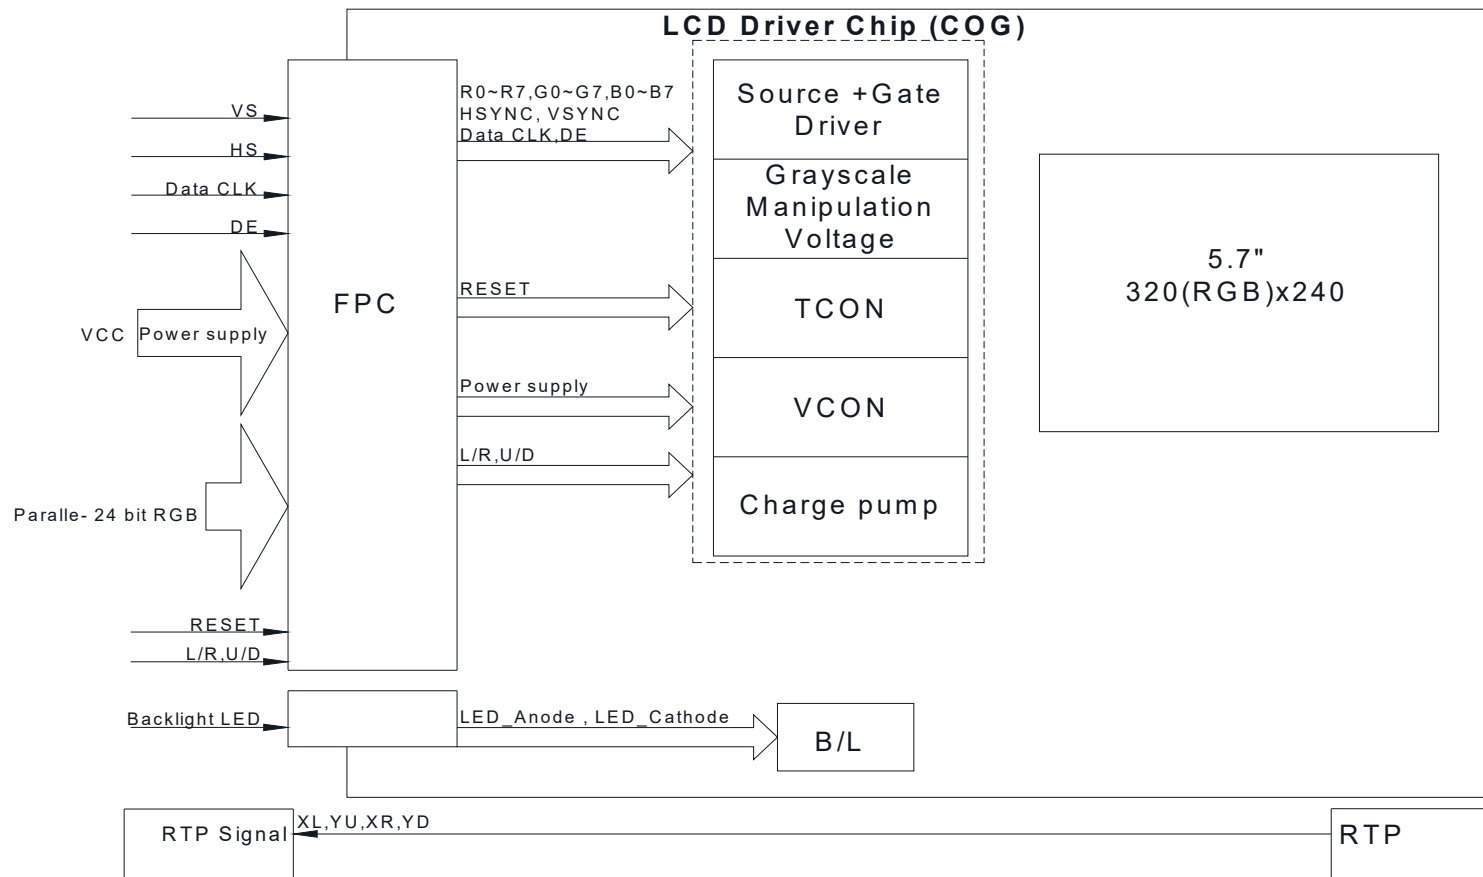 LCD Driver Chip (COG)
R0~R7,G0~G7,B0~B7
HSYNC, VSYNC
Data CLK,DE
VS
HS
Data CLK
DE
VCC
Power supply
Paralle- 24 bit RGB
RESET
L/R,U/D
FPC
RESET
Power supply
L/R,U/D
Source +Gate
Driver
Grayscale
Manipulation
Voltage
TCON
VCON
Charge pump
5.7"
320(RGB)x240
Backlight LED
LED_Anode , LED_Cathode
B/L
RTP Signal
XL,YU,XR,YD
RTP